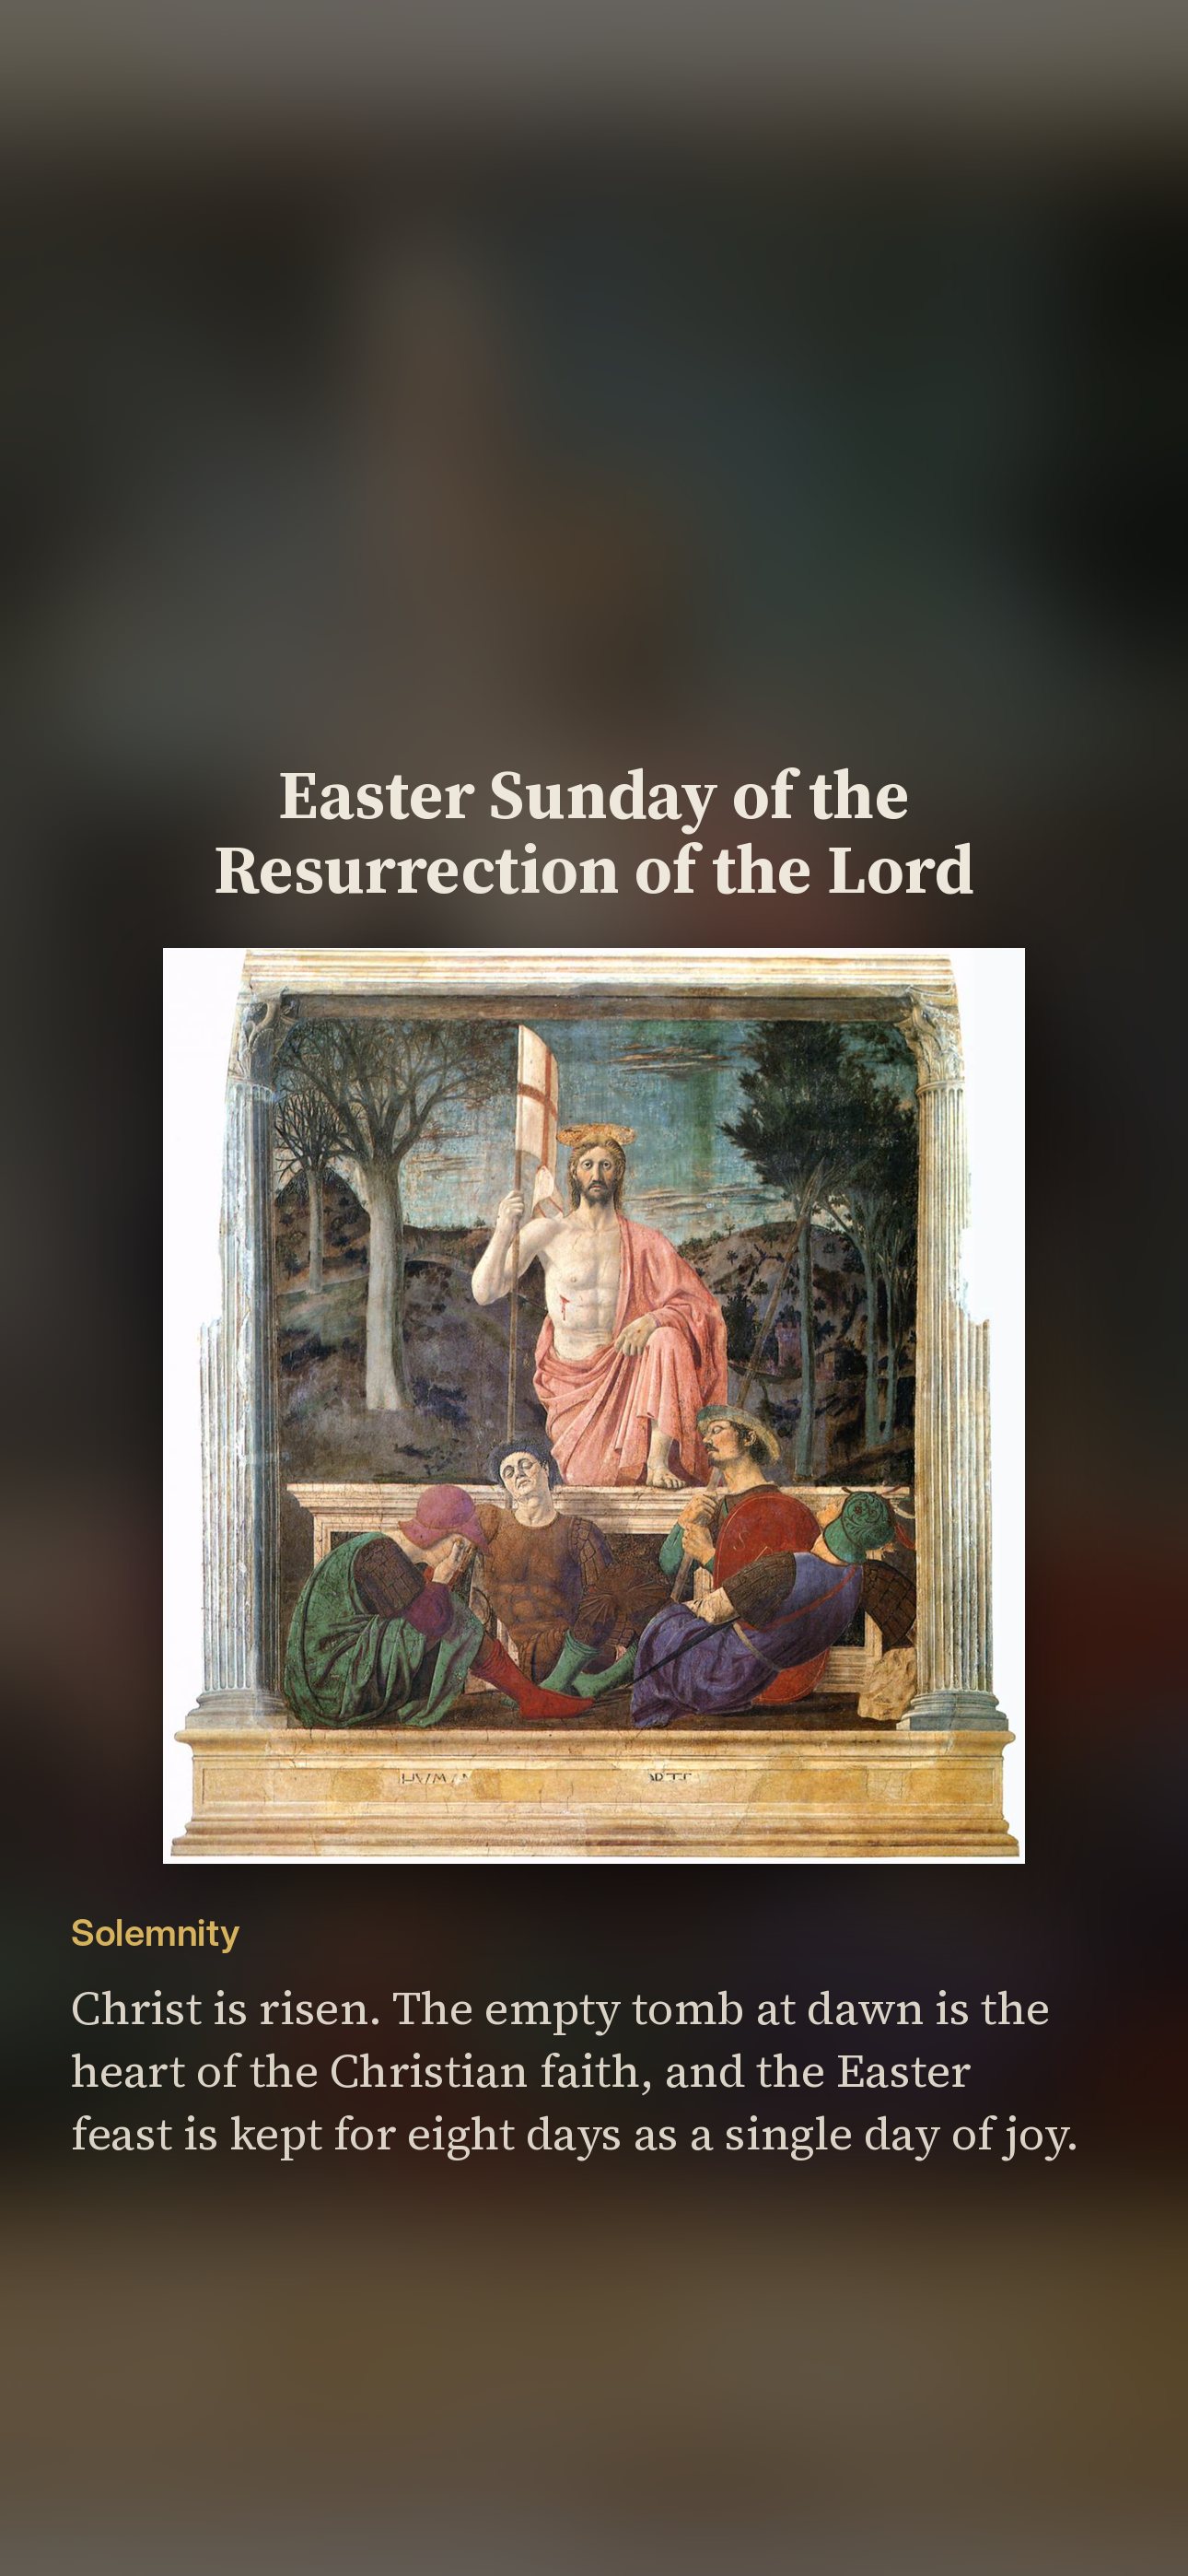 Easter Sunday of the
Resurrection of the Lord
HVMAN
ARTE
Solemnity
Christ is risen. The empty tomb at dawn is the
heart of the Christian faith, and the Easter
feast is kept for eight days as a single day of joy.